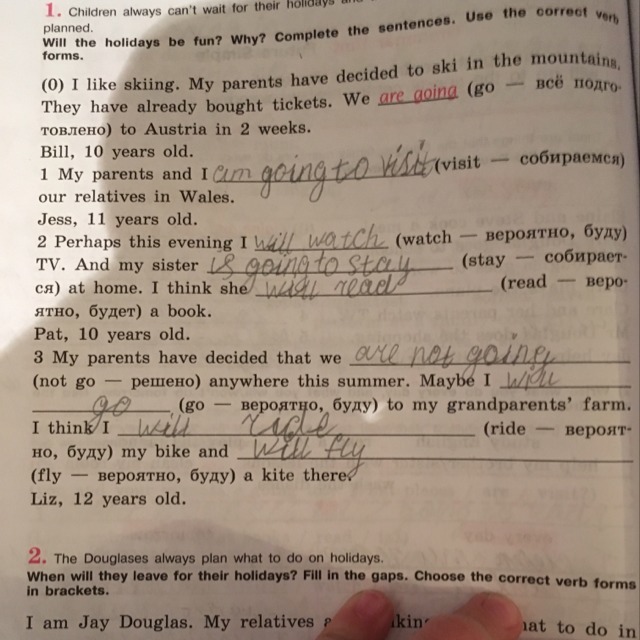 1. Children always can't wait for their holidays
planned.
Will the holidays be fun? Why? Complete the sentences. Use the correct verb
forms.
(0) I like skiing. My parents have decided to ski in the mountains.
They have already bought tickets. We are going (go — всё подго-
товлено) to Austria in 2 weeks.
Bill, 10 years old.
1 My parents and I am going to visit (visit — собираемся)
our relatives in Wales.
Jess, 11 years old.
2 Perhaps this evening I will watch (watch — вероятно, буду)
TV. And my sister is going to stay (stay — собирает-
ся) at home. I think she will read (read — веро-
ятно, будет) a book.
Pat, 10 years old.
3 My parents have decided that we are not going
(not go — решено) anywhere this summer. Maybe I will
go (go — вероятно, буду) to my grandparents' farm.
I think I will ride (ride — вероят-
но, буду) my bike and will fly
(fly — вероятно, буду) a kite there.
Liz, 12 years old.
2. The Douglases always plan what to do on holidays.
When will they leave for their holidays? Fill in the gaps. Choose the correct verb forms
in brackets.
I am Jay Douglas. My relatives to do in